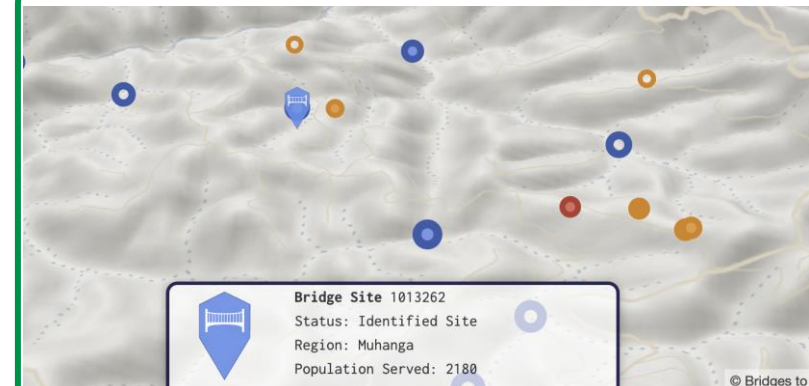 Bridge Site 1013262
Status: Identified Site
Region: Muhanga
Population Served: 2180
© Bridges to